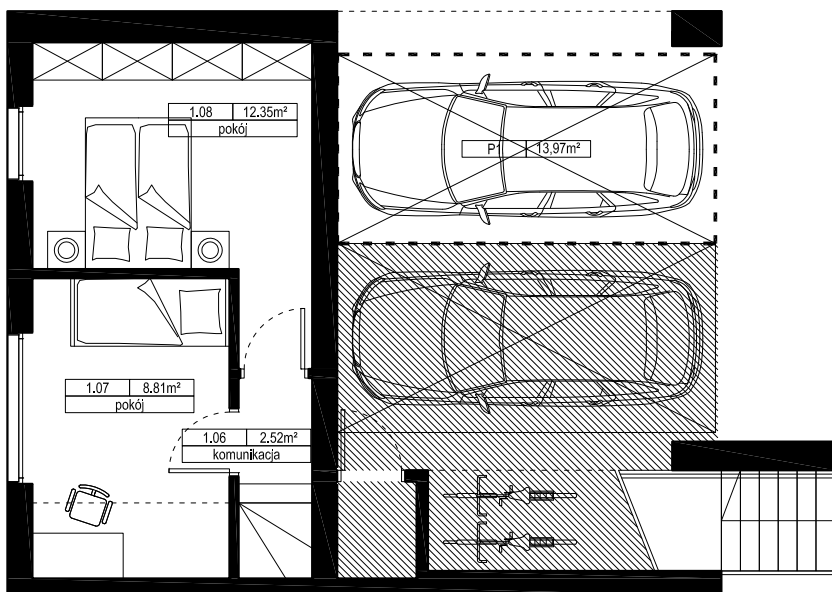 1.08 12.35m²
pokój
P1 13,97m²
1.07 8.81m²
pokój
1.06 2.52m²
komunikacja